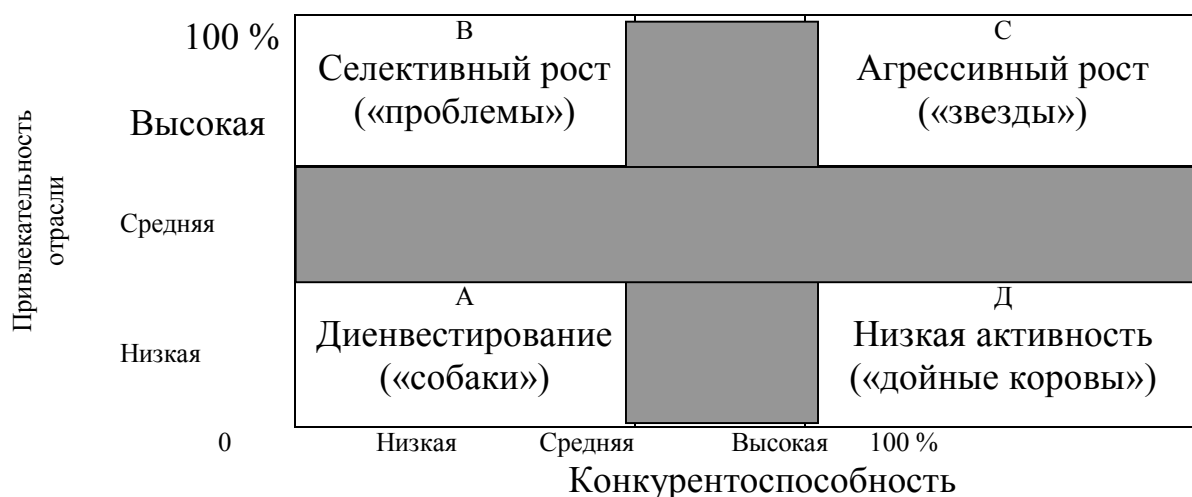 100 %
В
Селективный рост
(«проблемы»)
С
Агрессивный рост
(«звезды»)
Высокая
Привлекательность
отрасли
Средняя
А
Диенвестирование
(«собаки»)
Д
Низкая активность
(«дойные коровы»)
Низкая
0 Низкая Средняя Высокая 100 %
Конкурентоспособность